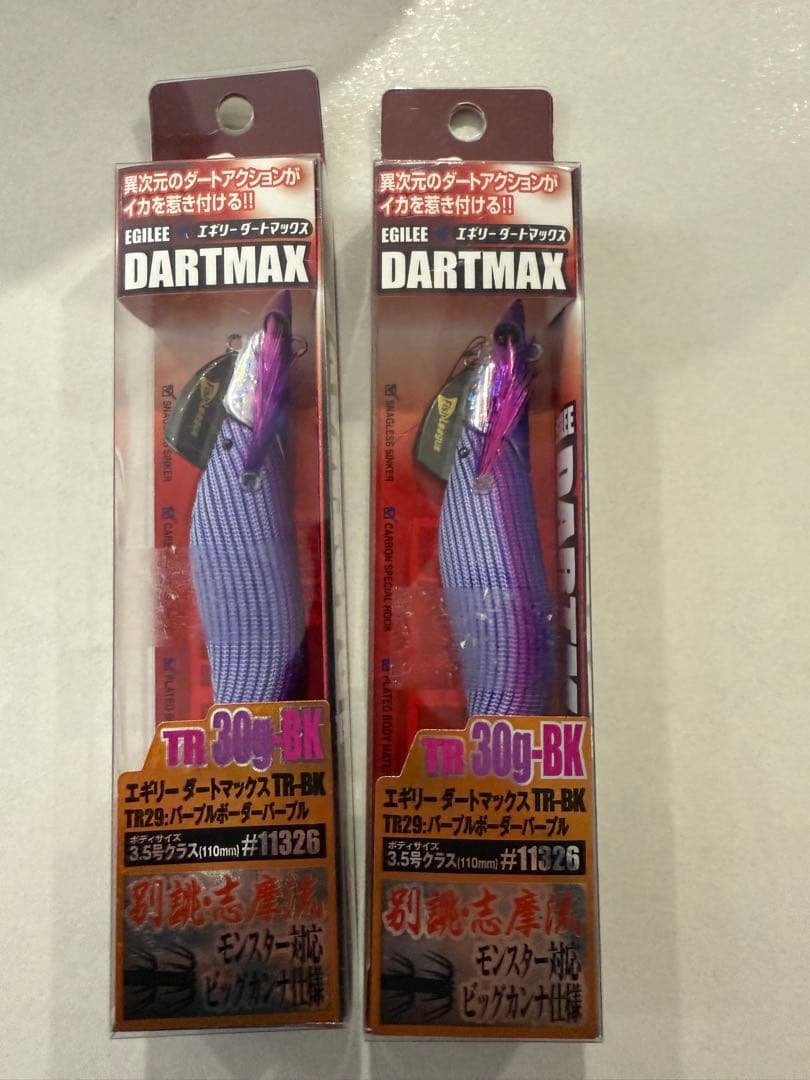 異次元のダートアクションが
イカを惹き付ける!!
EGILEE エギリー ダートマックス
DARTMAX
FishLeague
SNAGLESS SINKER
TR 30g-BK
エギリー ダートマックス TR-BK
TR29:パープルボーダーパープル
ボディサイズ
3.5号クラス(110mm) #11326
別誂・志摩流
モンスター対応
ビッグカンナ仕様
異次元のダートアクションが
イカを惹き付ける!!
EGILEE エギリー ダートマックス
DARTMAX
FishLeague
SNAGLESS SINKER
CARBON SPECIAL HOOK
TR 30g-BK
エギリー ダートマックス TR-BK
TR29:パープルボーダーパープル
ボディサイズ
3.5号クラス(110mm) #11326
別誂・志摩流
モンスター対応
ビッグカンナ仕様